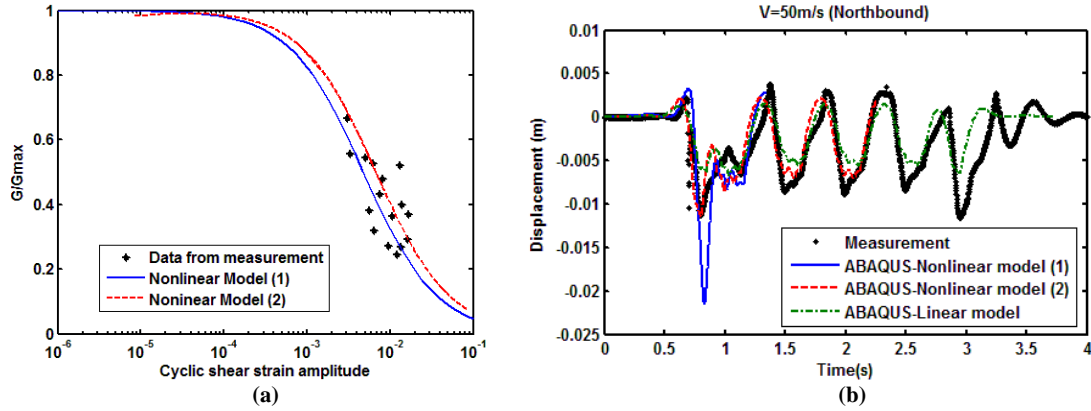 1
0.8
0.6
0.4
0.2
0
G/Gmax
Data from measurement
Nonlinear Model (1)
Noninear Model (2)
10^-6
10^-5
10^-4
10^-3
10^-2
10^-1
Cyclic shear strain amplitude
(a)
V=50m/s (Northbound)
0.01
0.005
0
-0.005
-0.01
-0.015
-0.02
-0.025
Displacement (m)
Measurement
ABAQUS-Nonlinear model (1)
ABAQUS-Nonlinear model (2)
ABAQUS-Linear model
0
0.5
1
1.5
2
2.5
3
3.5
4
Time(s)
(b)